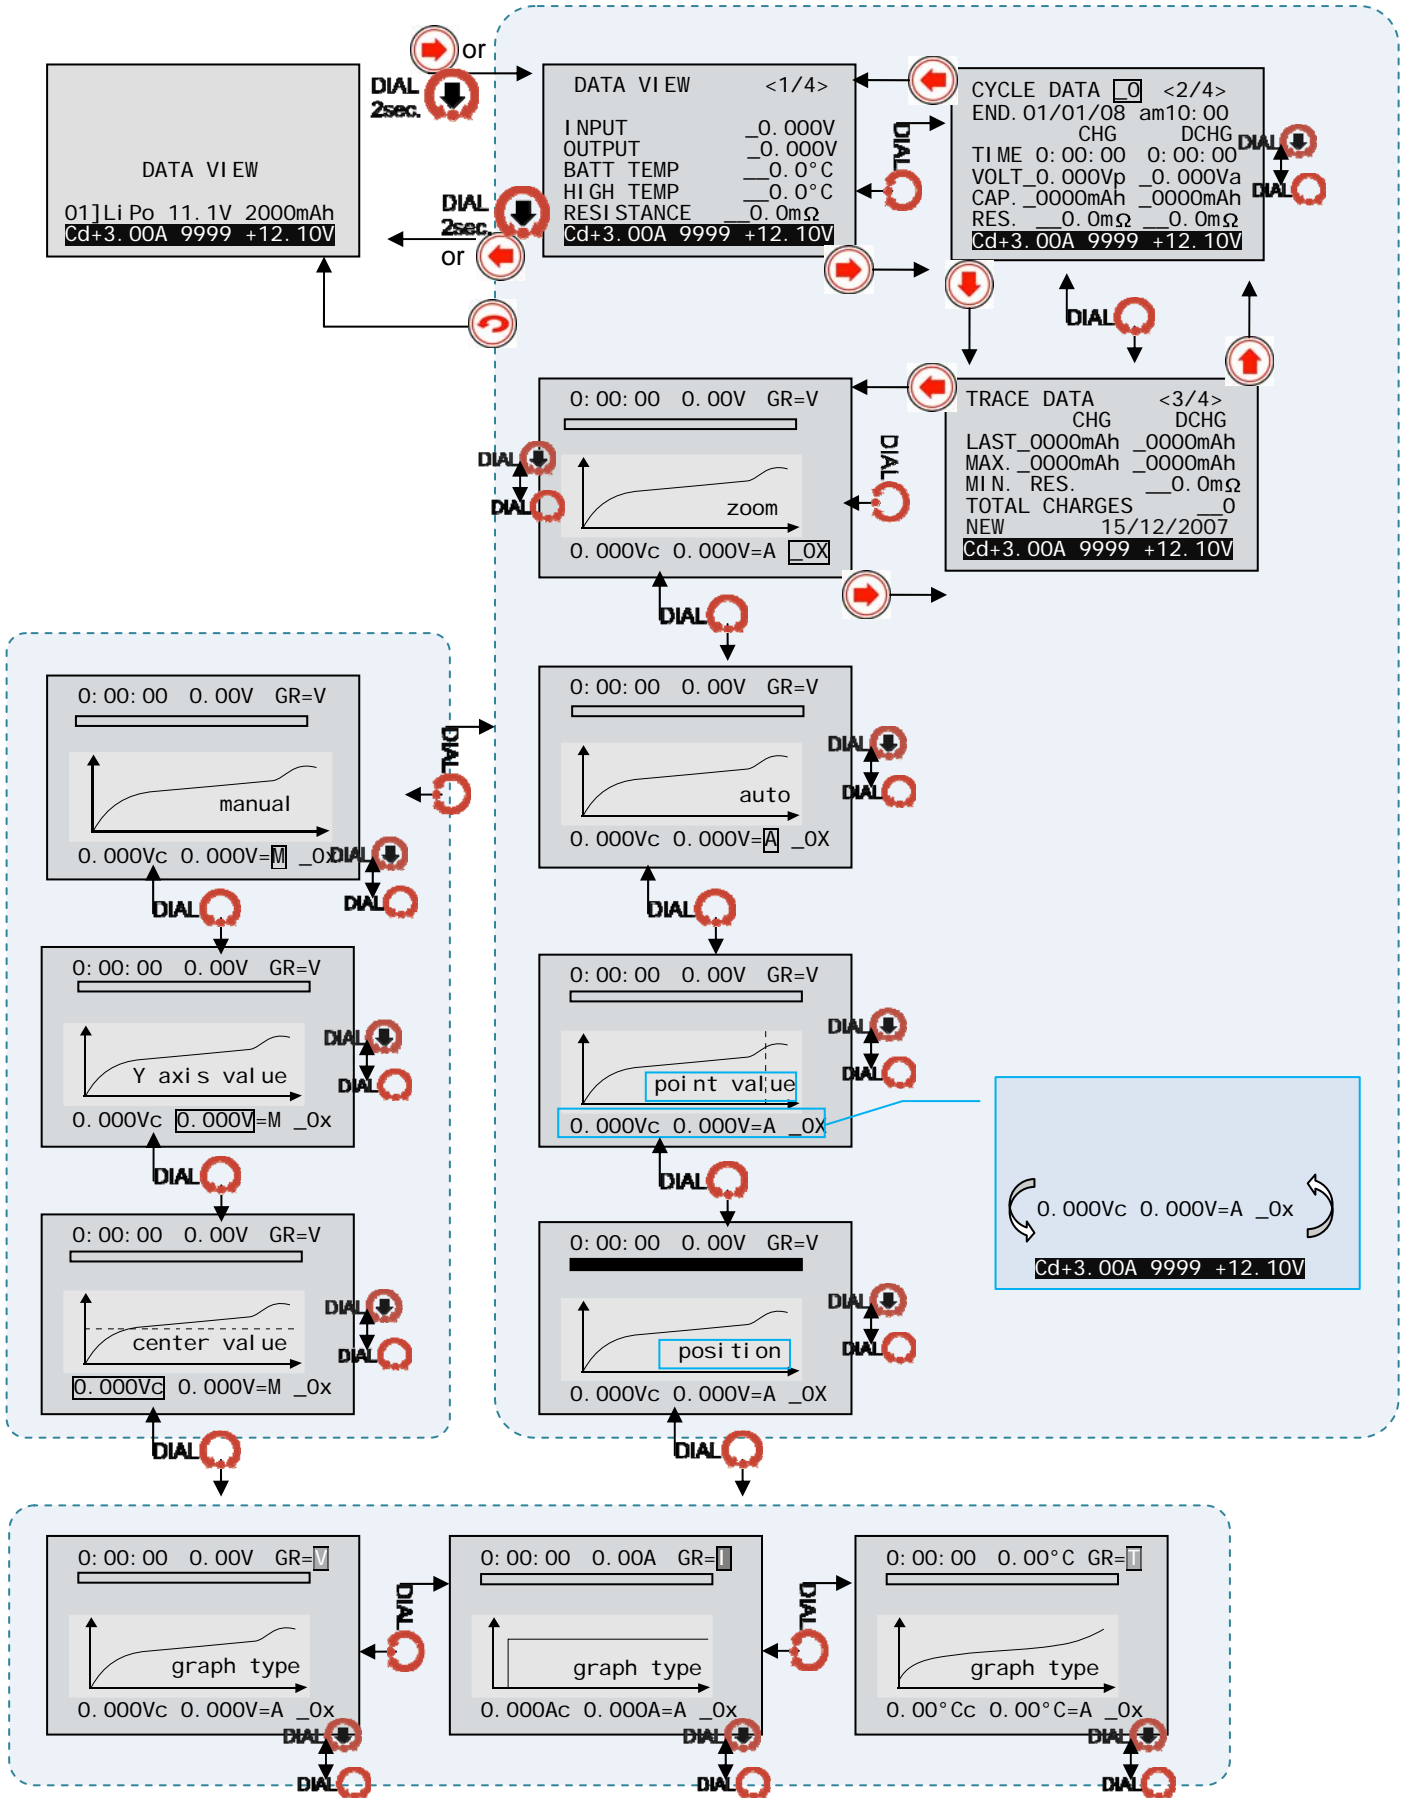 or
DIAL
2sec.
DATA VIEW
01]LiPo 11.1V 2000mAh
Cd+3.00A 9999 +12.10V
DATA VIEW <1/4>
INPUT _0.000V
OUTPUT _0.000V
BATT TEMP __0.0°C
HIGH TEMP __0.0°C
RESISTANCE __0.0mΩ
Cd+3.00A 9999 +12.10V
DIAL
2sec.
or
DIAL
CYCLE DATA _0 <2/4>
END.01/01/08 am10:00
CHG DCHG
TIME 0:00:00 0:00:00
VOLT_0.000Vp _0.000Va
CAP._0000mAh _0000mAh
RES. __0.0mΩ __0.0mΩ
Cd+3.00A 9999 +12.10V
DIAL
DIAL
DIAL
0:00:00 0.00V GR=V
zoom
0.000Vc 0.000V=A _0X
DIAL
DIAL
DIAL
TRACE DATA <3/4>
CHG DCHG
LAST_0000mAh _0000mAh
MAX._0000mAh _0000mAh
MIN. RES. __0.0mΩ
TOTAL CHARGES __0
NEW 15/12/2007
Cd+3.00A 9999 +12.10V
DIAL
0:00:00 0.00V GR=V
manual
0.000Vc 0.000V=M _0x
DIAL
DIAL
DIAL
DIAL
0:00:00 0.00V GR=V
auto
0.000Vc 0.000V=A _0X
DIAL
DIAL
DIAL
0:00:00 0.00V GR=V
Y axis value
0.000Vc 0.000V=M _0x
DIAL
DIAL
DIAL
0:00:00 0.00V GR=V
point value
0.000Vc 0.000V=A _0X
DIAL
DIAL
DIAL
0.000Vc 0.000V=A _0x
Cd+3.00A 9999 +12.10V
0:00:00 0.00V GR=V
center value
0.000Vc 0.000V=M _0x
DIAL
DIAL
DIAL
0:00:00 0.00V GR=V
position
0.000Vc 0.000V=A _0X
DIAL
DIAL
DIAL
0:00:00 0.00V GR=V
graph type
0.000Vc 0.000V=A _0x
DIAL
DIAL
DIAL
0:00:00 0.00A GR=I
graph type
0.000Ac 0.000A=A _0x
DIAL
DIAL
DIAL
0:00:00 0.00°C GR=T
graph type
0.00°Cc 0.00°C=A _0x
DIAL
DIAL